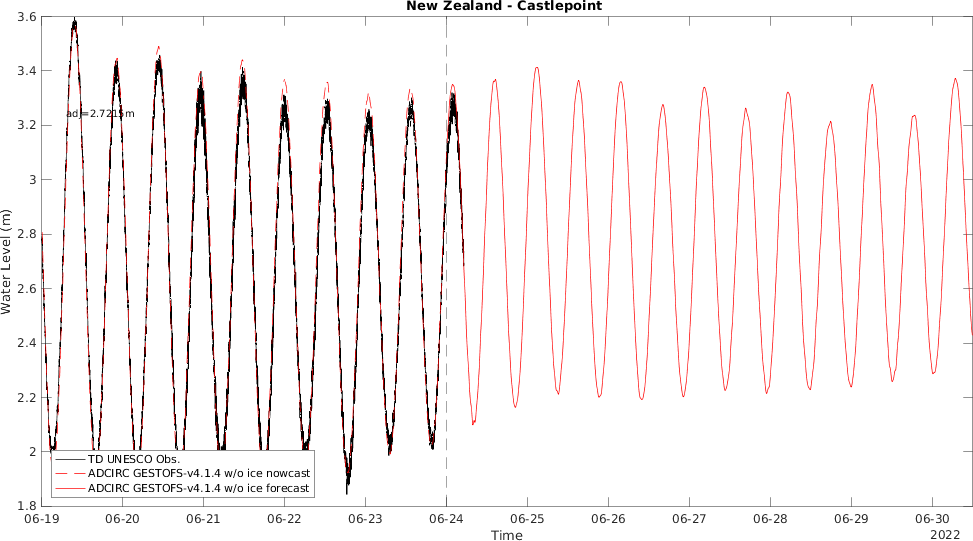 New Zealand - Castlepoint
3.6
3.4
adj=2.7215m
3.2
3
2.8
Water Level (m)
2.6
2.4
2.2
2
TD UNESCO Obs.
ADCIRC GESTOFS-v4.1.4 w/o ice nowcast
ADCIRC GESTOFS-v4.1.4 w/o ice forecast
1.8
06-19 06-20 06-21 06-22 06-23 06-24 06-25 06-26 06-27 06-28 06-29 06-30
Time
2022